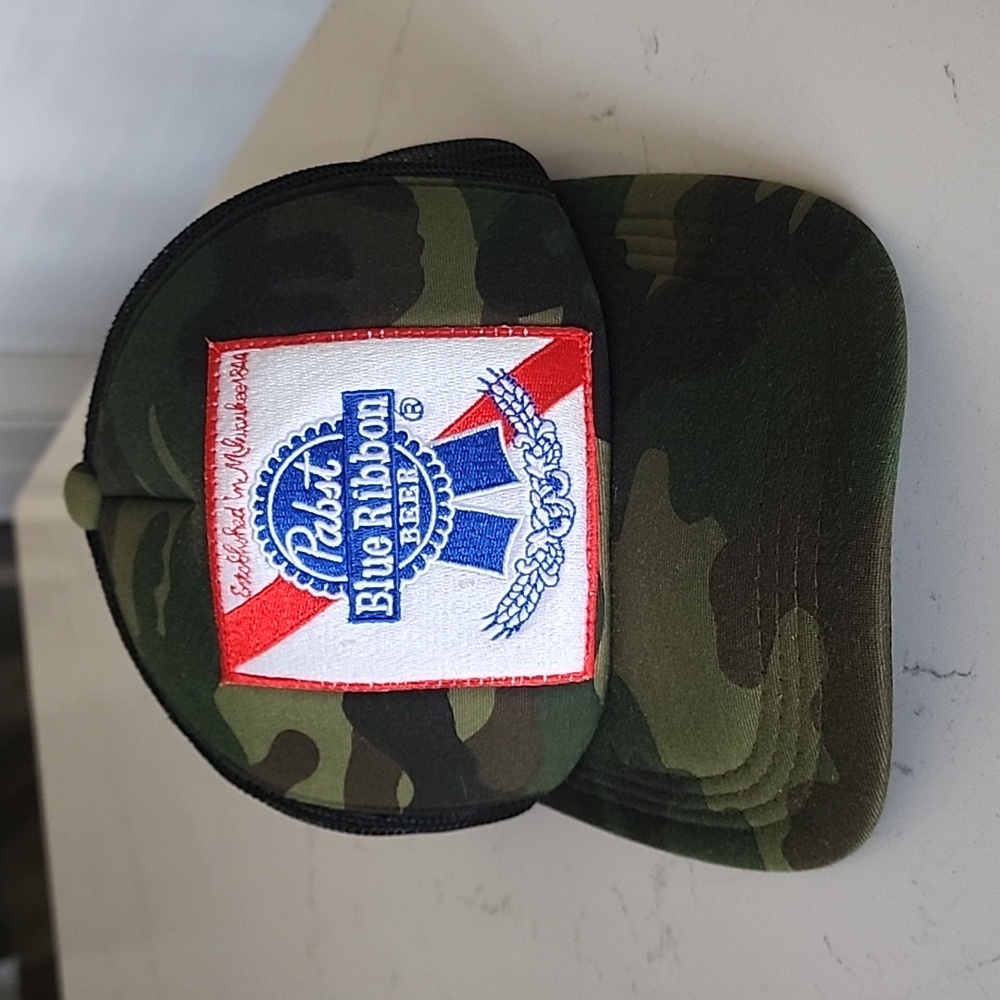 Established in Milwaukee 1844
Pabst
Blue Ribbon
BEER
®